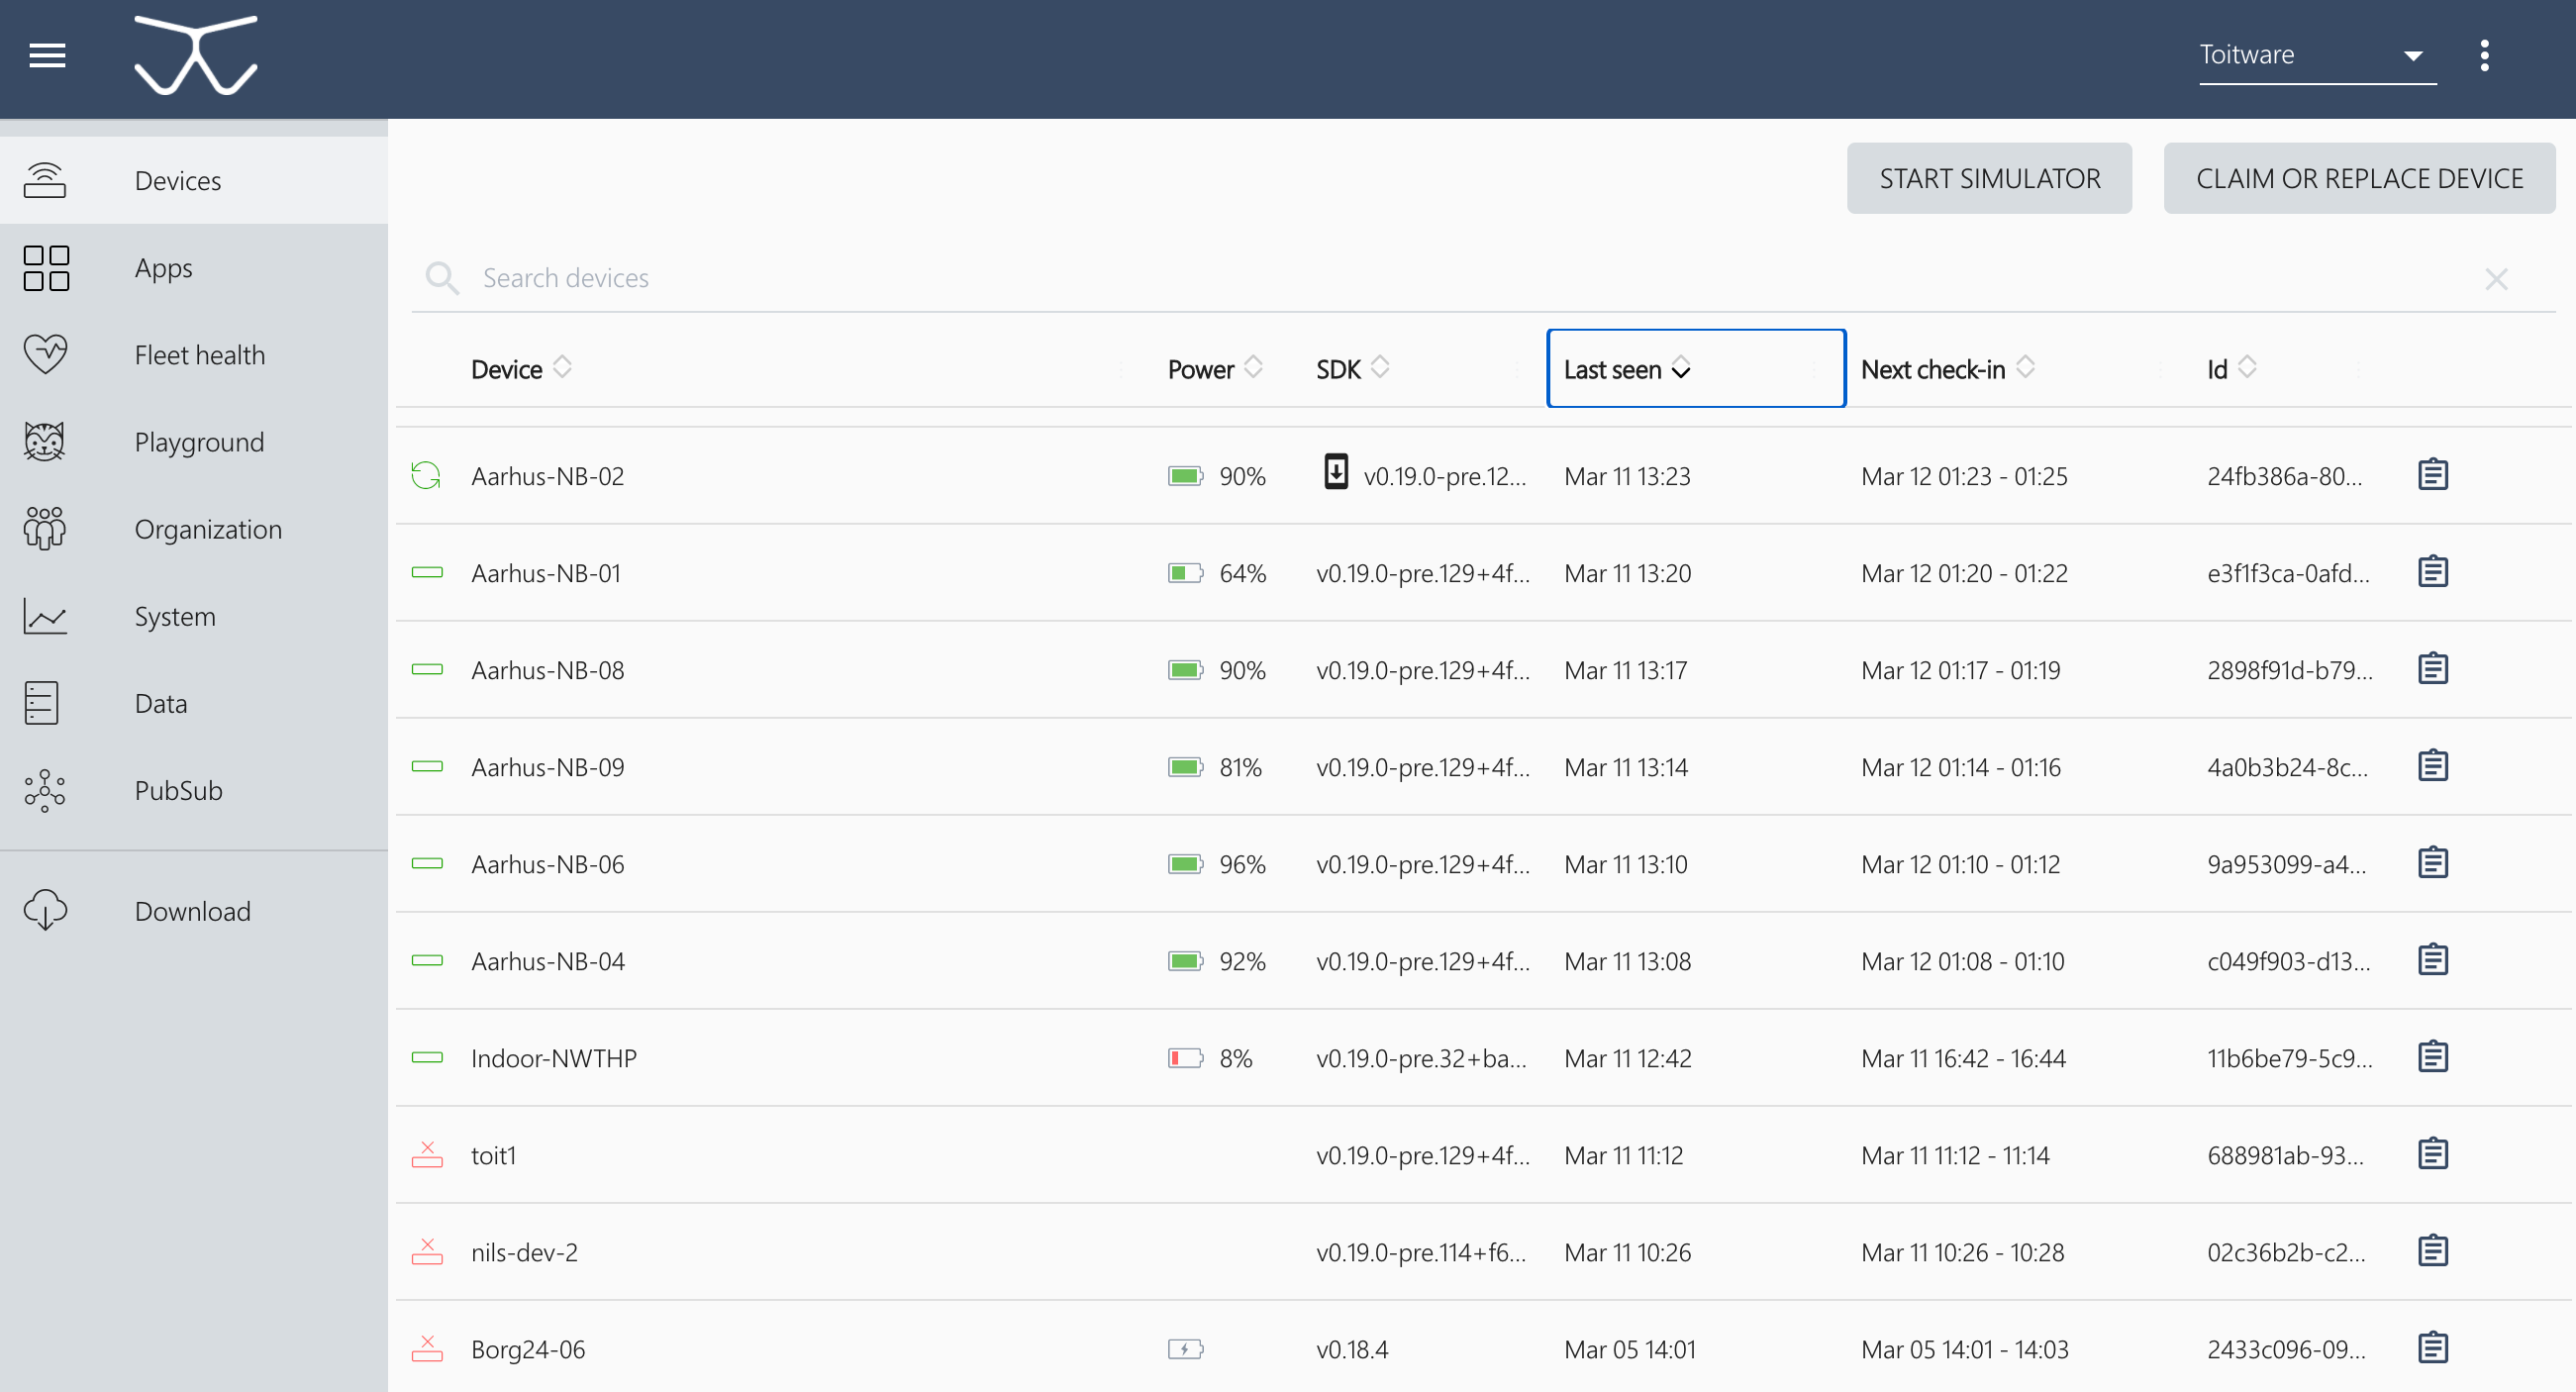 Toitware
Devices
Apps
Fleet health
Playground
Organization
System
Data
PubSub
Download
START SIMULATOR CLAIM OR REPLACE DEVICE
Search devices
Device Power SDK Last seen Next check-in Id
Aarhus-NB-02 90% v0.19.0-pre.12... Mar 11 13:23 Mar 12 01:23 - 01:25 24fb386a-80...
Aarhus-NB-01 64% v0.19.0-pre.129+4f... Mar 11 13:20 Mar 12 01:20 - 01:22 e3f1f3ca-0afd...
Aarhus-NB-08 90% v0.19.0-pre.129+4f... Mar 11 13:17 Mar 12 01:17 - 01:19 2898f91d-b79...
Aarhus-NB-09 81% v0.19.0-pre.129+4f... Mar 11 13:14 Mar 12 01:14 - 01:16 4a0b3b24-8c...
Aarhus-NB-06 96% v0.19.0-pre.129+4f... Mar 11 13:10 Mar 12 01:10 - 01:12 9a953099-a4...
Aarhus-NB-04 92% v0.19.0-pre.129+4f... Mar 11 13:08 Mar 12 01:08 - 01:10 c049f903-d13...
Indoor-NWTHP 8% v0.19.0-pre.32+ba... Mar 11 12:42 Mar 11 16:42 - 16:44 11b6be79-5c9...
toit1 v0.19.0-pre.129+4f... Mar 11 11:12 Mar 11 11:12 - 11:14 688981ab-93...
nils-dev-2 v0.19.0-pre.114+f6... Mar 11 10:26 Mar 11 10:26 - 10:28 02c36b2b-c2...
Borg24-06 v0.18.4 Mar 05 14:01 Mar 05 14:01 - 14:03 2433c096-09...